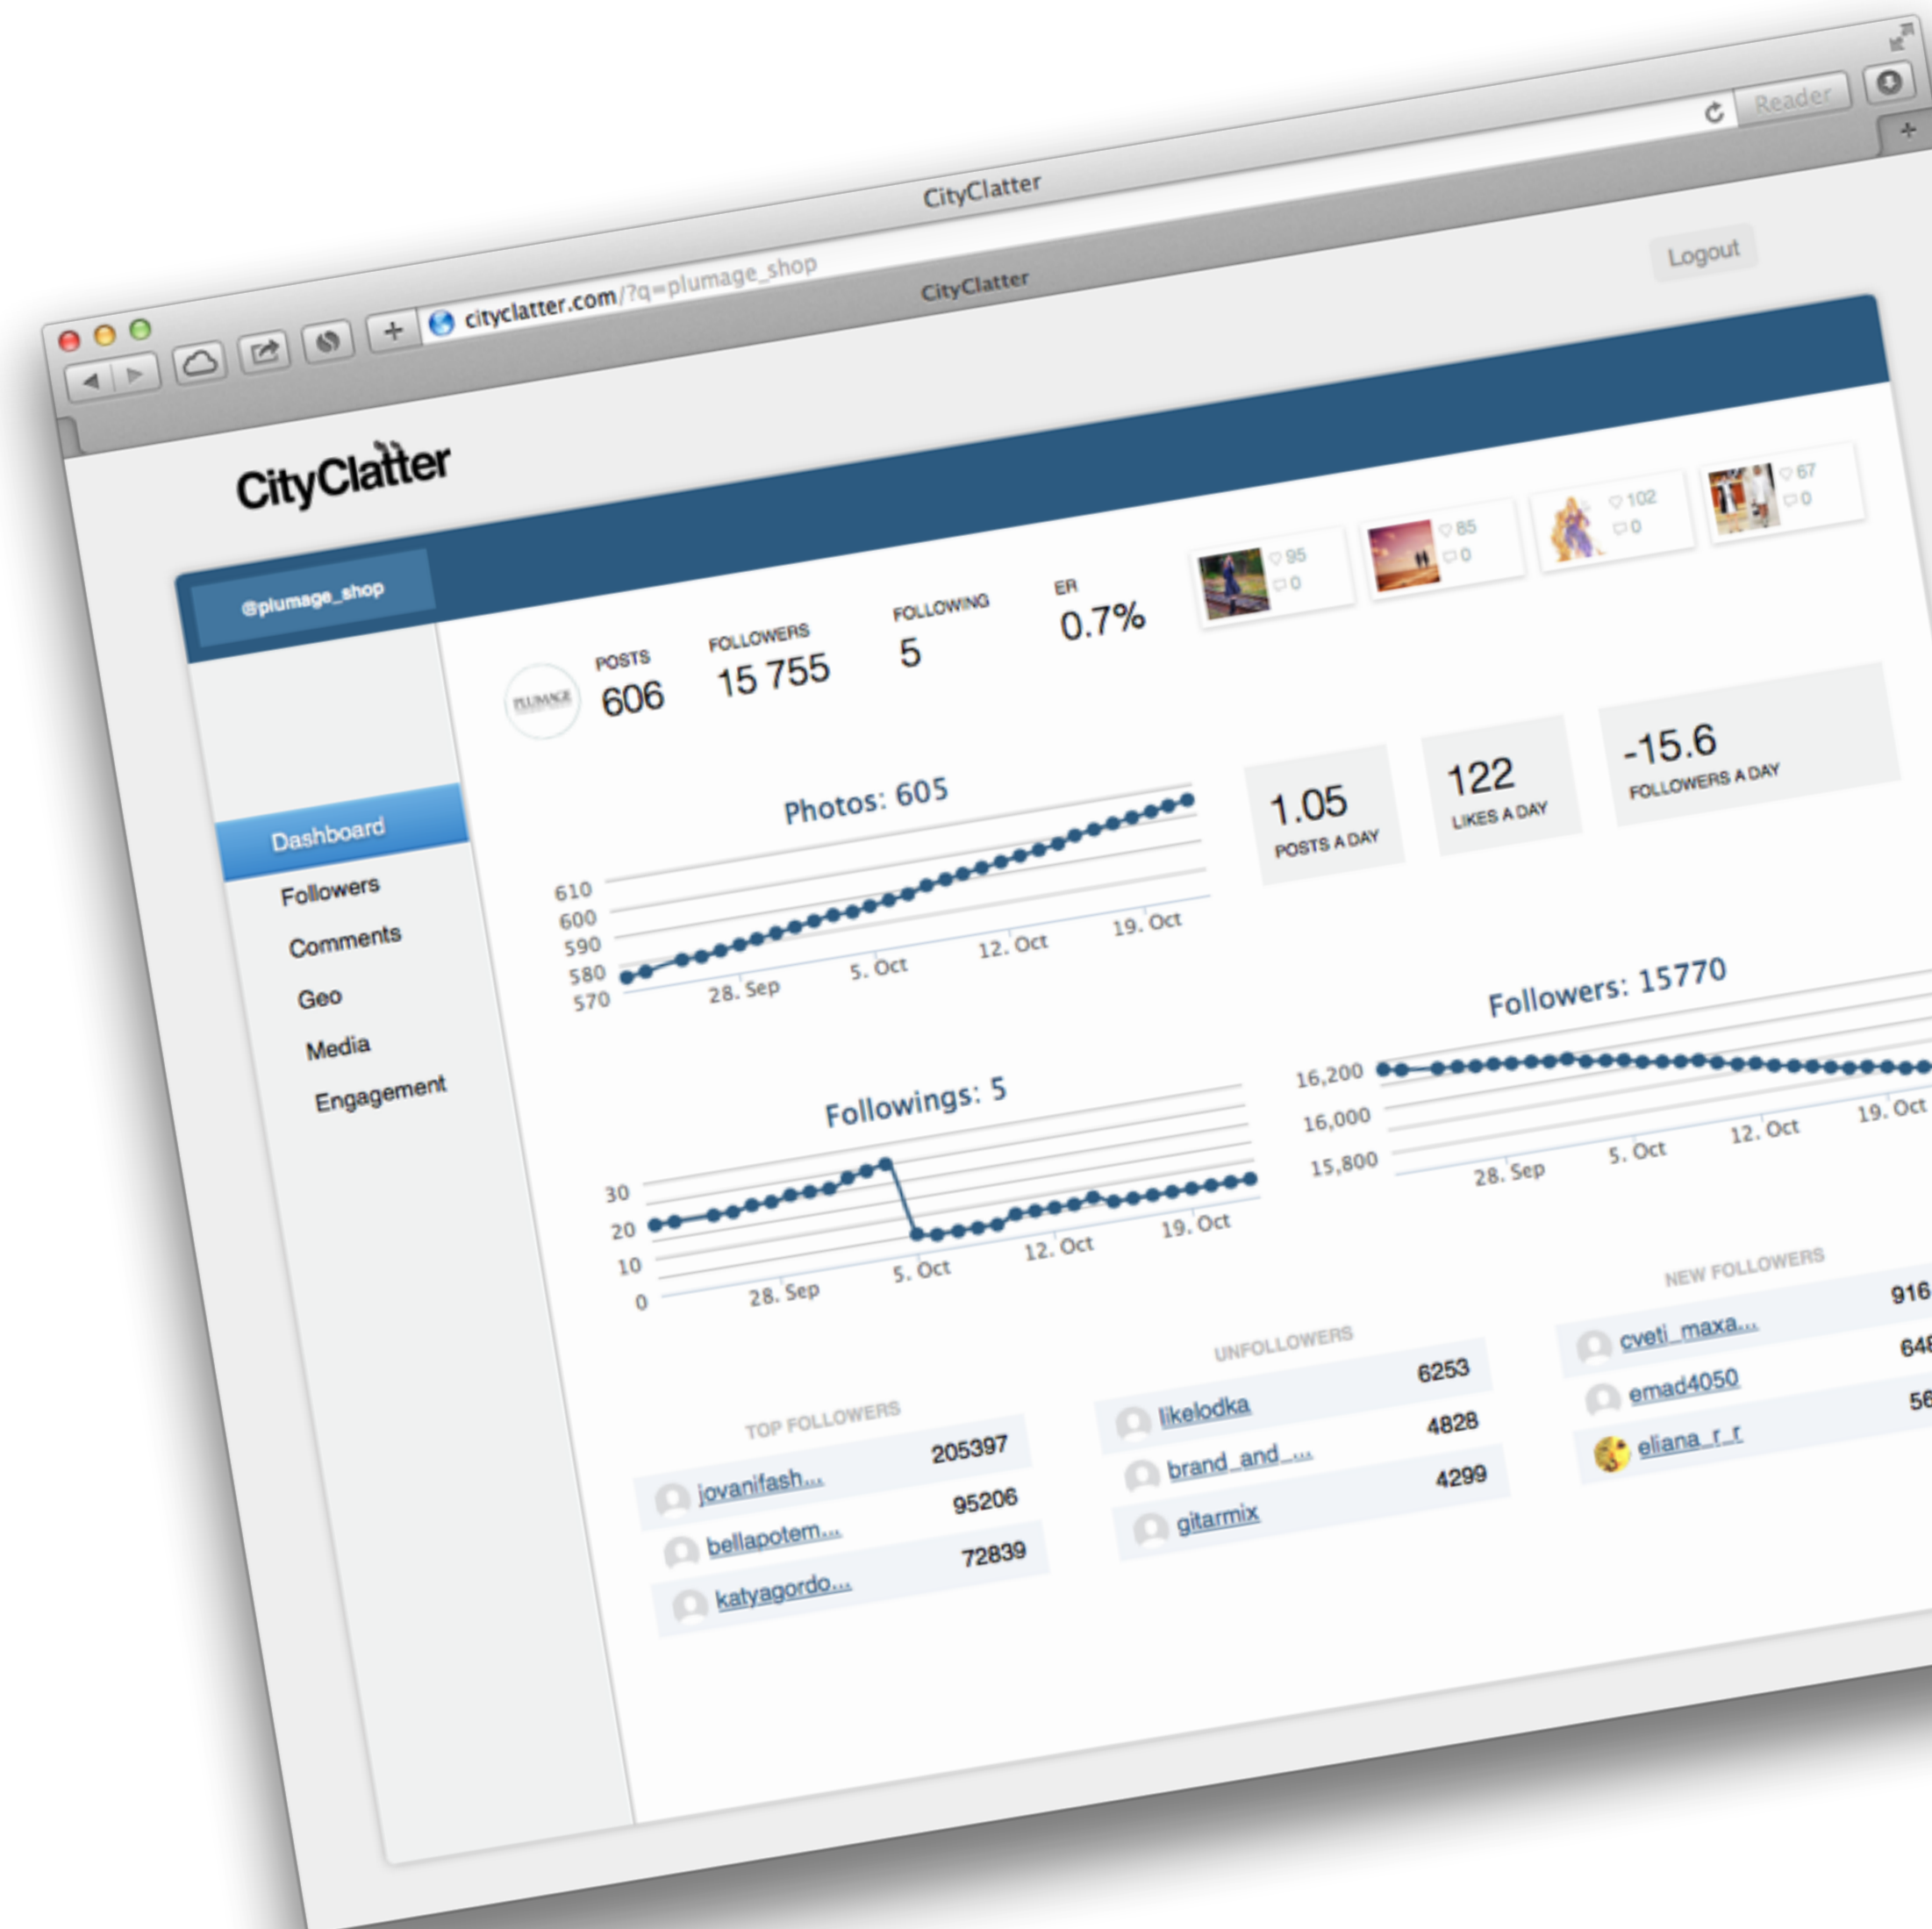 CityClatter
cityclatter.com/?q=plumage_shop
Reader
CityClatter
Logout
CityClatter
@plumage_shop
Dashboard
Followers
Comments
Geo
Media
Engagement
PLUMAGE
POSTS
606
FOLLOWERS
15 755
FOLLOWING
5
ER
0.7%
95
0
85
0
102
0
67
0
Photos: 605
610
600
590
580
570
28. Sep
5. Oct
12. Oct
19. Oct
1.05
POSTS A DAY
122
LIKES A DAY
-15.6
FOLLOWERS A DAY
Followings: 5
30
20
10
0
28. Sep
5. Oct
12. Oct
19. Oct
Followers: 15770
16,200
16,000
15,800
28. Sep
5. Oct
12. Oct
19. Oct
TOP FOLLOWERS
jovanifash... 205397
bellapotem... 95206
katyagordo... 72839
UNFOLLOWERS
likelodka 6253
brand_and_... 4828
gitarmix 4299
NEW FOLLOWERS
cveti_maxa... 916
emad4050 648
eliana_r_r 56